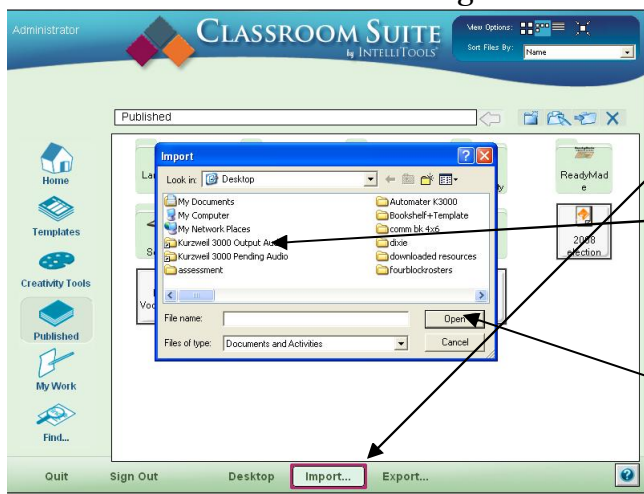 Administrator
CLASSROOM SUITE
by INTELLITOOLS
View Options:
Sort Files By: Name
Published
Import
Look in: Desktop
My Documents
My Computer
My Network Places
Kurzweil 3000 Output Au
Kurzweil 3000 Pending Audio
assessment
Automater K3000
Bookshelf+Template
comm bk 4x6
dixie
downloaded resources
fourblockrosters
File name:
Open
Files of type: Documents and Activities
Cancel
ReadyMad
e
2008
election
Home
Templates
Creativity Tools
Published
My Work
Find...
Quit
Sign Out
Desktop
Import...
Export...